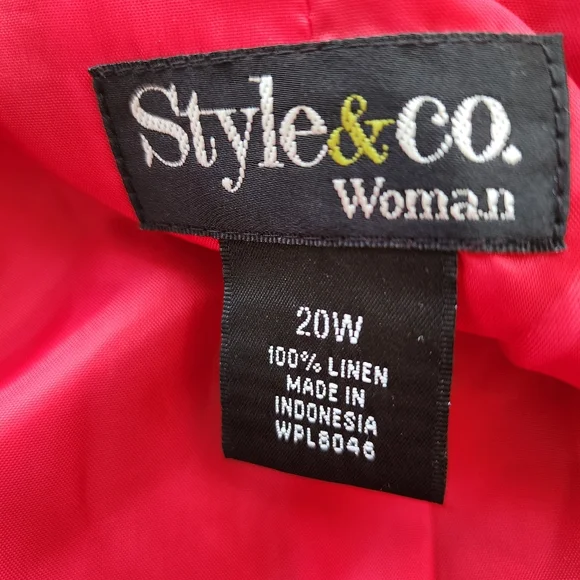 Style&co.
Woman
20W
100% LINEN
MADE IN
INDONESIA
WPL8046